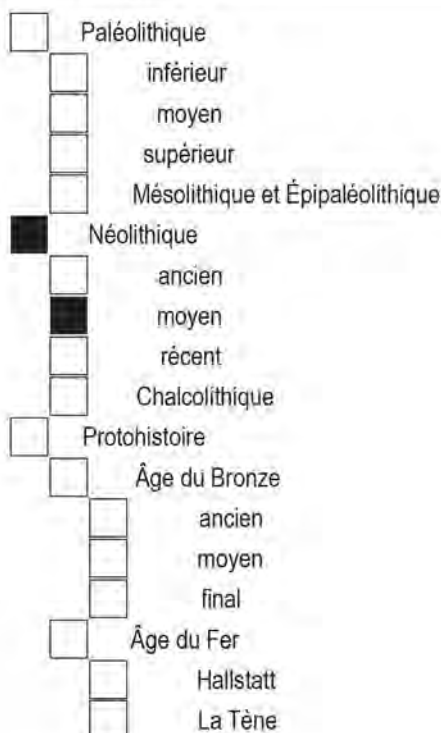 Paléolithique
inférieur
moyen
supérieur
Mésolithique et Épipaléolithique
Néolithique
ancien
moyen
récent
Chalcolithique
Protohistoire
Âge du Bronze
ancien
moyen
final
Âge du Fer
Hallstatt
La Tène